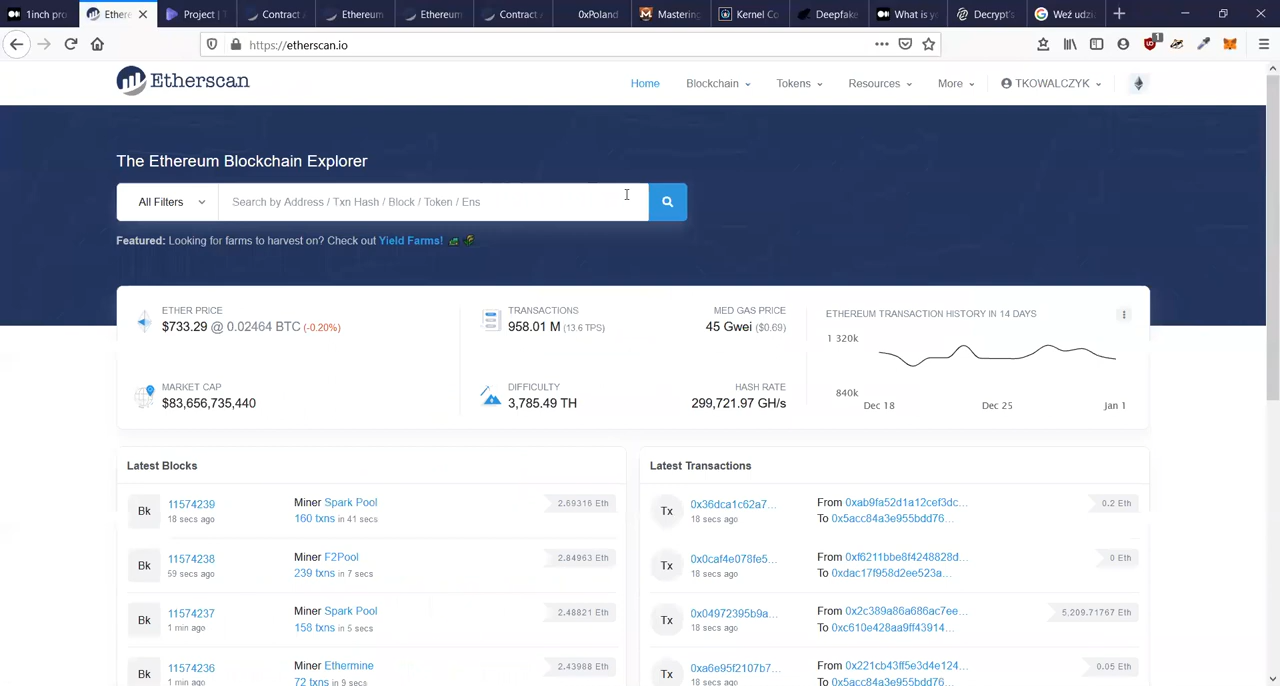 1inch pro
Ethere
Project | T
Contract A
Ethereum
Ethereum
Contract A
0xPoland
Mastering
Kernel Co
Deepfake
What is yo
Decrypt's
Weź udzia
https://etherscan.io
1
Etherscan
Home
Blockchain
Tokens
Resources
More
TKOWALCZYK
The Ethereum Blockchain Explorer
All Filters
Search by Address / Txn Hash / Block / Token / Ens
Featured: Looking for farms to harvest on? Check out Yield Farms!
ETHER PRICE
$733.29 @ 0.02464 BTC (-0.20%)
MARKET CAP
$83,656,735,440
TRANSACTIONS
958.01 M (13.6 TPS)
MED GAS PRICE
45 Gwei ($0.69)
DIFFICULTY
3,785.49 TH
HASH RATE
299,721.97 GH/s
ETHEREUM TRANSACTION HISTORY IN 14 DAYS
1 320k
840k
Dec 18
Dec 25
Jan 1
Latest Blocks
Bk
11574239
18 secs ago
Miner Spark Pool
160 txns in 41 secs
2.69316 Eth
Bk
11574238
59 secs ago
Miner F2Pool
239 txns in 7 secs
2.84963 Eth
Bk
11574237
1 min ago
Miner Spark Pool
158 txns in 5 secs
2.48821 Eth
Bk
11574236
1 min ago
Miner Ethermine
72 txns in 9 secs
2.43988 Eth
Latest Transactions
Tx
0x36dca1c62a7...
18 secs ago
From 0xab9fa52d1a12cef3dc...
To 0x5acc84a3e955bdd76...
0.2 Eth
Tx
0x0caf4e078fe5...
18 secs ago
From 0xf6211bbe8f4248828d...
To 0xdac17f958d2ee523a...
0 Eth
Tx
0x04972395b9a...
18 secs ago
From 0x2c389a86a686ac7ee...
To 0xc610e428aa9ff43914...
5,209.71767 Eth
Tx
0xa6e95f2107b7...
18 secs ago
From 0x221cb43ff5e3d4e124...
To 0x5acc84a3e955bdd76...
0.05 Eth